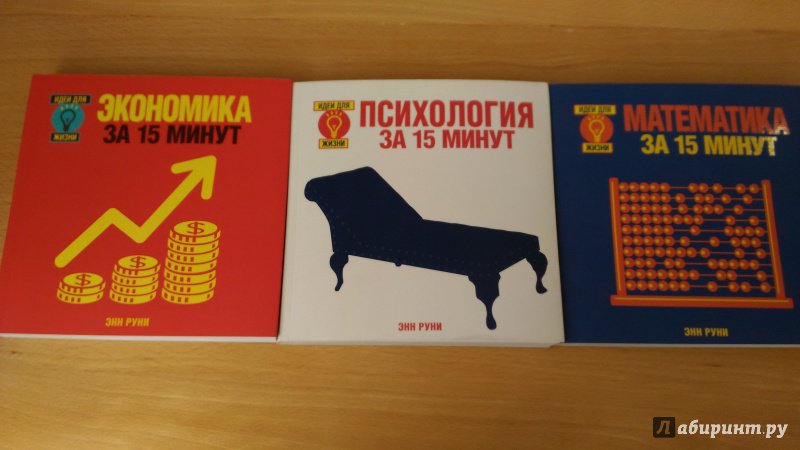 ИДЕИ ДЛЯ
ЖИЗНИ
ЭКОНОМИКА
ЗА 15 МИНУТ
$
$
$
ЭНН РУНИ
ИДЕИ ДЛЯ
ЖИЗНИ
ПСИХОЛОГИЯ
ЗА 15 МИНУТ
ЭНН РУНИ
ИДЕИ ДЛЯ
ЖИЗНИ
МАТЕМАТИКА
ЗА 15 МИНУТ
ЭНН РУНИ
Лабиринт.ру